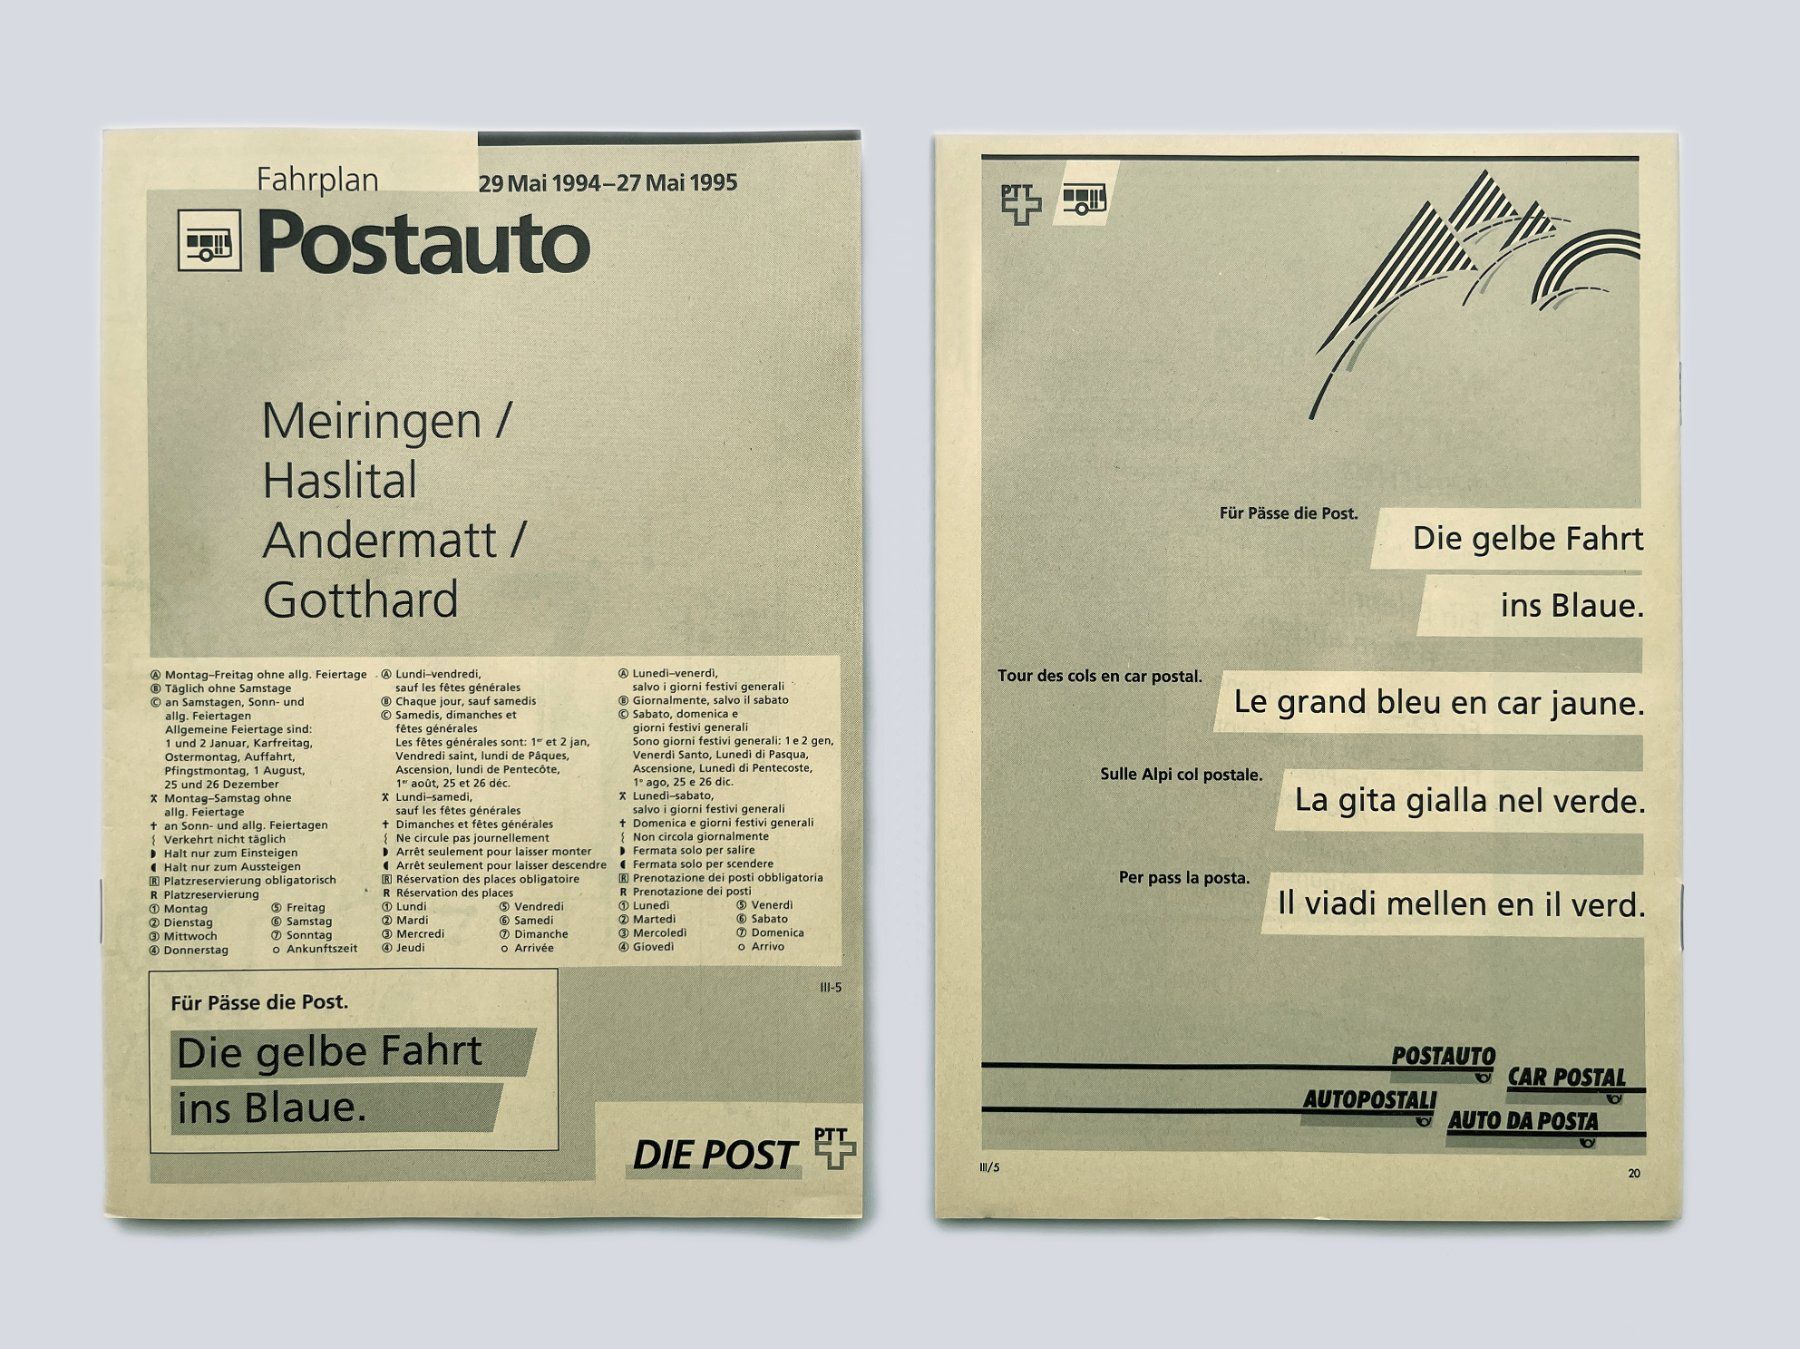 Fahrplan
29 Mai 1994–27 Mai 1995
Postauto
Meiringen /
Haslital
Andermatt /
Gotthard
Ⓐ Montag–Freitag ohne allg. Feiertage
Ⓑ Täglich ohne Samstage
Ⓒ an Samstagen, Sonn- und
allg. Feiertagen
Allgemeine Feiertage sind:
1 und 2 Januar, Karfreitag,
Ostermontag, Auffahrt,
Pfingstmontag, 1 August,
25 und 26 Dezember
Montag–Samstag ohne
allg. Feiertage
† an Sonn- und allg. Feiertagen
Verkehrt nicht täglich
Halt nur zum Einsteigen
Halt nur zum Aussteigen
R Platzreservierung obligatorisch
R Platzreservierung
① Montag ⑤ Freitag
② Dienstag ⑥ Samstag
③ Mittwoch ⑦ Sonntag
④ Donnerstag o Ankunftszeit
Ⓐ Lundi–vendredi,
sauf les fêtes générales
Ⓑ Chaque jour, sauf samedis
Ⓒ Samedis, dimanches et
fêtes générales
Les fêtes générales sont: 1er et 2 jan,
Vendredi saint, lundi de Pâques,
Ascension, lundi de Pentecôte,
1er août, 25 et 26 déc.
Lundi–samedi,
sauf les fêtes générales
† Dimanches et fêtes générales
Ne circule pas journellement
Arrêt seulement pour laisser monter
Arrêt seulement pour laisser descendre
R Réservation des places obligatoire
R Réservation des places
① Lundi ⑤ Vendredi
② Mardi ⑥ Samedi
③ Mercredi ⑦ Dimanche
④ Jeudi o Arrivée
Ⓐ Lunedì–venerdì,
salvo i giorni festivi generali
Ⓑ Giornalmente, salvo il sabato
Ⓒ Sabato, domenica e
giorni festivi generali
Sono giorni festivi generali: 1 e 2 gen,
Venerdì Santo, Lunedì di Pasqua,
Ascensione, Lunedì di Pentecoste,
1o ago, 25 e 26 dic.
Lunedì–sabato,
salvo i giorni festivi generali
† Domenica e giorni festivi generali
Non circola giornalmente
Fermata solo per salire
Fermata solo per scendere
R Prenotazione dei posti obbligatoria
R Prenotazione dei posti
① Lunedì ⑤ Venerdì
② Martedì ⑥ Sabato
③ Mercoledì ⑦ Domenica
④ Giovedì o Arrivo
III-5
Für Pässe die Post.
Die gelbe Fahrt
ins Blaue.
DIE POST PTT
PTT
Für Pässe die Post.
Die gelbe Fahrt
ins Blaue.
Tour des cols en car postal.
Le grand bleu en car jaune.
Sulle Alpi col postale.
La gita gialla nel verde.
Per pass la posta.
Il viadi mellen en il verd.
POSTAUTO
CAR POSTAL
AUTOPOSTALI
AUTO DA POSTA
III/5
20